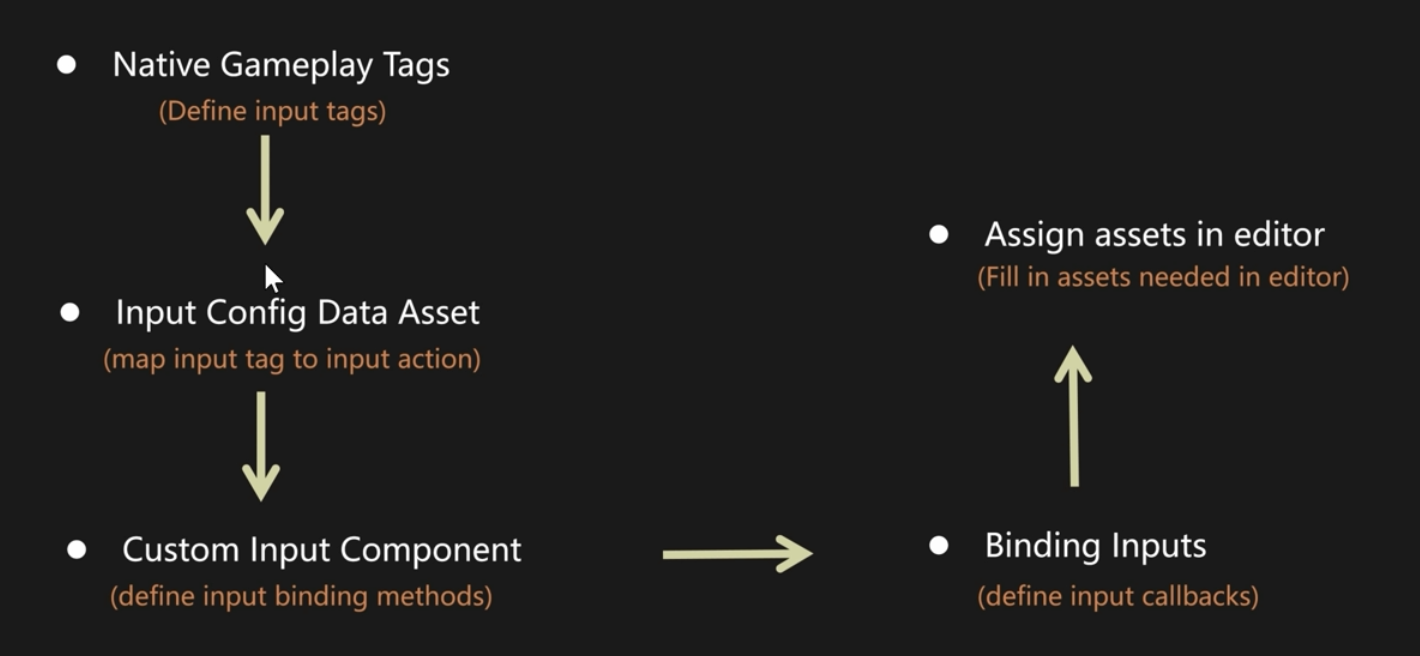 Native Gameplay Tags
(Define input tags)
Input Config Data Asset
(map input tag to input action)
Custom Input Component
(define input binding methods)
Binding Inputs
(define input callbacks)
Assign assets in editor
(Fill in assets needed in editor)